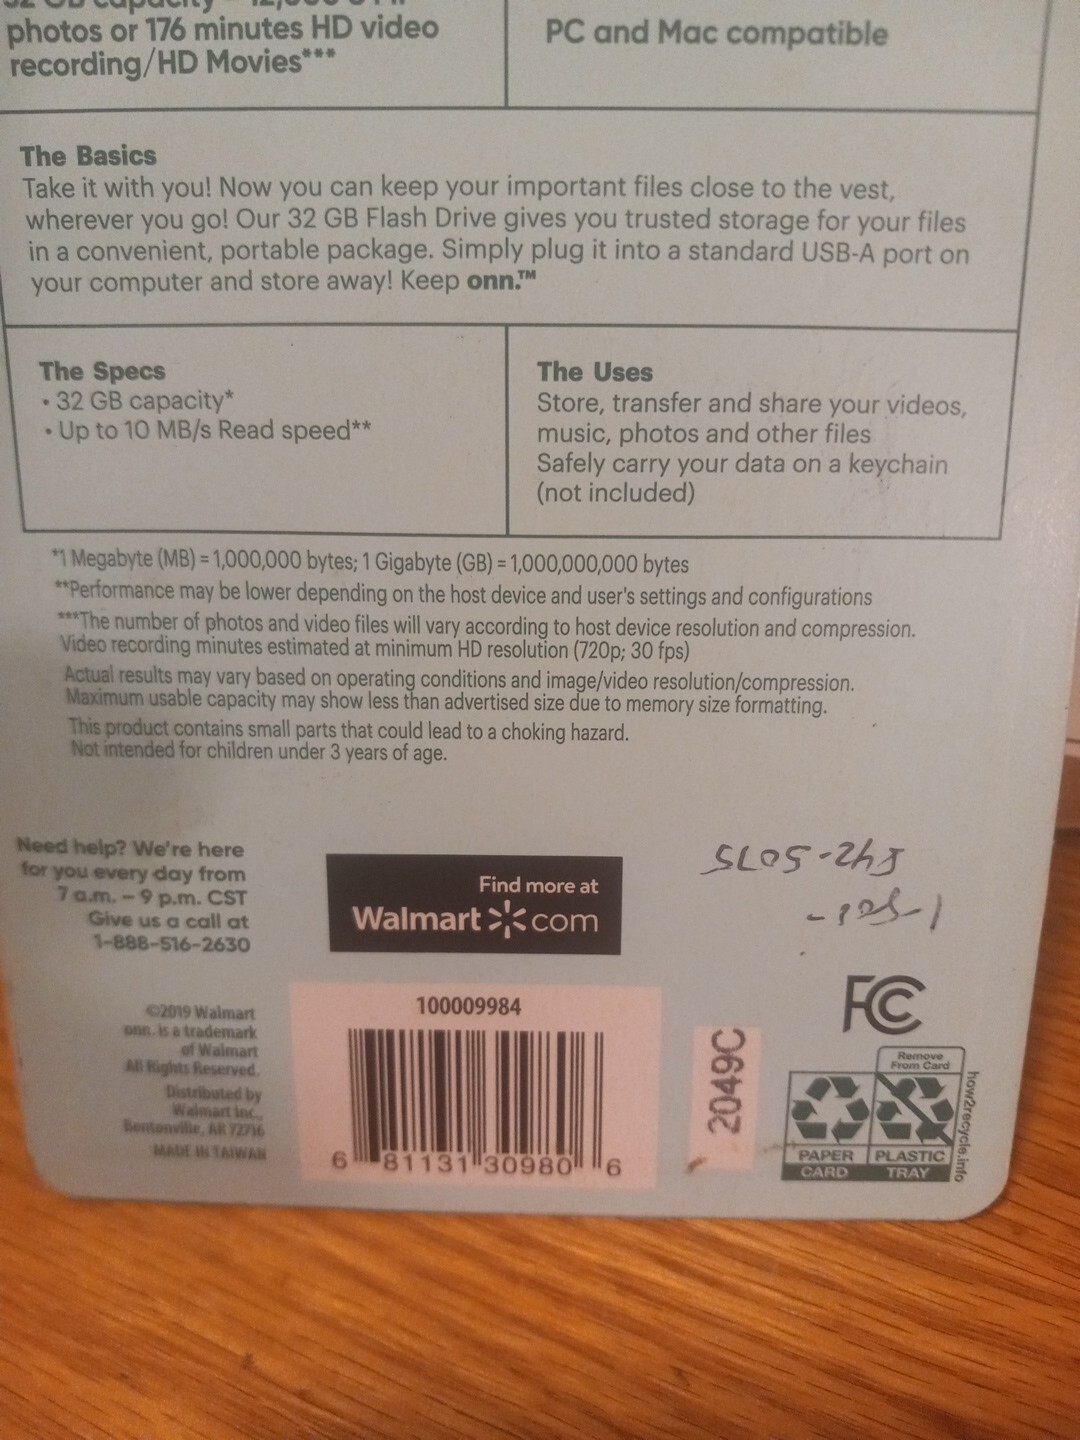 photos or 176 minutes HD video
recording/HD Movies***
PC and Mac compatible
The Basics
Take it with you! Now you can keep your important files close to the vest,
wherever you go! Our 32 GB Flash Drive gives you trusted storage for your files
in a convenient, portable package. Simply plug it into a standard USB-A port on
your computer and store away! Keep onn.™
The Specs
• 32 GB capacity*
• Up to 10 MB/s Read speed**
The Uses
Store, transfer and share your videos,
music, photos and other files
Safely carry your data on a keychain
(not included)
*1 Megabyte (MB) = 1,000,000 bytes; 1 Gigabyte (GB) = 1,000,000,000 bytes
**Performance may be lower depending on the host device and user's settings and configurations
***The number of photos and video files will vary according to host device resolution and compression.
Video recording minutes estimated at minimum HD resolution (720p; 30 fps)
Actual results may vary based on operating conditions and image/video resolution/compression.
Maximum usable capacity may show less than advertised size due to memory size formatting.
This product contains small parts that could lead to a choking hazard.
Not intended for children under 3 years of age.
Need help? We're here
for you every day from
7 a.m. – 9 p.m. CST
Give us a call at
1-888-516-2630
Find more at
Walmart com
©2019 Walmart
onn. is a trademark
of Walmart
All Rights Reserved.
Distributed by
Walmart Inc.,
Bentonville, AR 72716
MADE IN TAIWAN
100009984
6 81131 30980 6
2049C
FC
Remove
From Card
PAPER
CARD
PLASTIC
TRAY
how2recycle.info